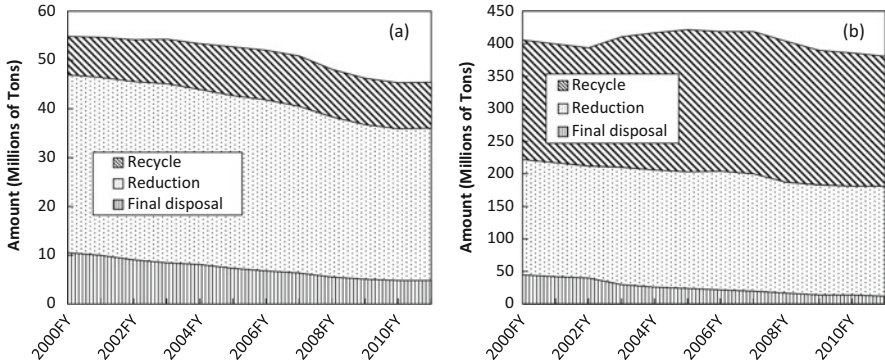 (a)
Amount (Millions of Tons)
60
50
40
30
20
10
0
Recycle
Reduction
Final disposal
2000FY
2002FY
2004FY
2006FY
2008FY
2010FY
(b)
Amount (Millions of Tons)
450
400
350
300
250
200
150
100
50
0
Recycle
Reduction
Final disposal
2000FY
2002FY
2004FY
2006FY
2008FY
2010FY